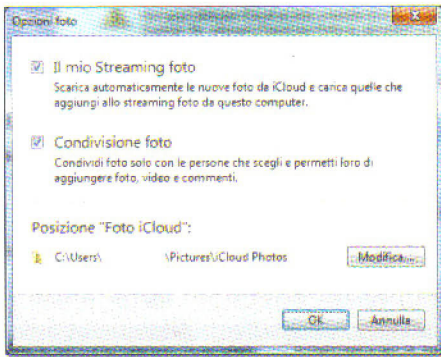 Opzioni foto
Il mio Streaming foto
Scarica automaticamente le nuove foto da iCloud e carica quelle che
aggiungi allo streaming foto da questo computer.
Condivisione foto
Condividi foto solo con le persone che scegli e permetti loro di
aggiungere foto, video e commenti.
Posizione "Foto iCloud":
C:\Users\ \Pictures\iCloud Photos Modifica...
OK Annulla